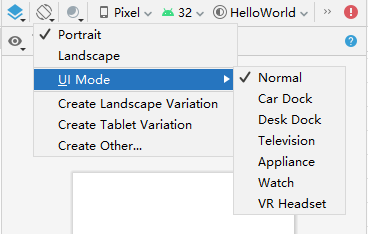 Pixel 32 HelloWorld
Portrait
Landscape
UI Mode
Normal
Car Dock
Desk Dock
Television
Appliance
Watch
VR Headset
Create Landscape Variation
Create Tablet Variation
Create Other...